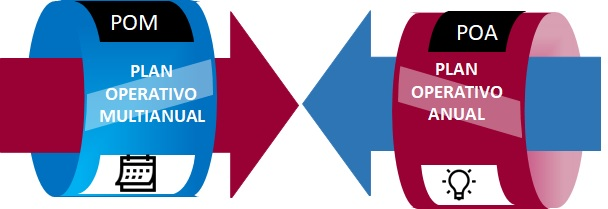 POM
PLAN
OPERATIVO
MULTIANUAL
POA
PLAN
OPERATIVO
ANUAL